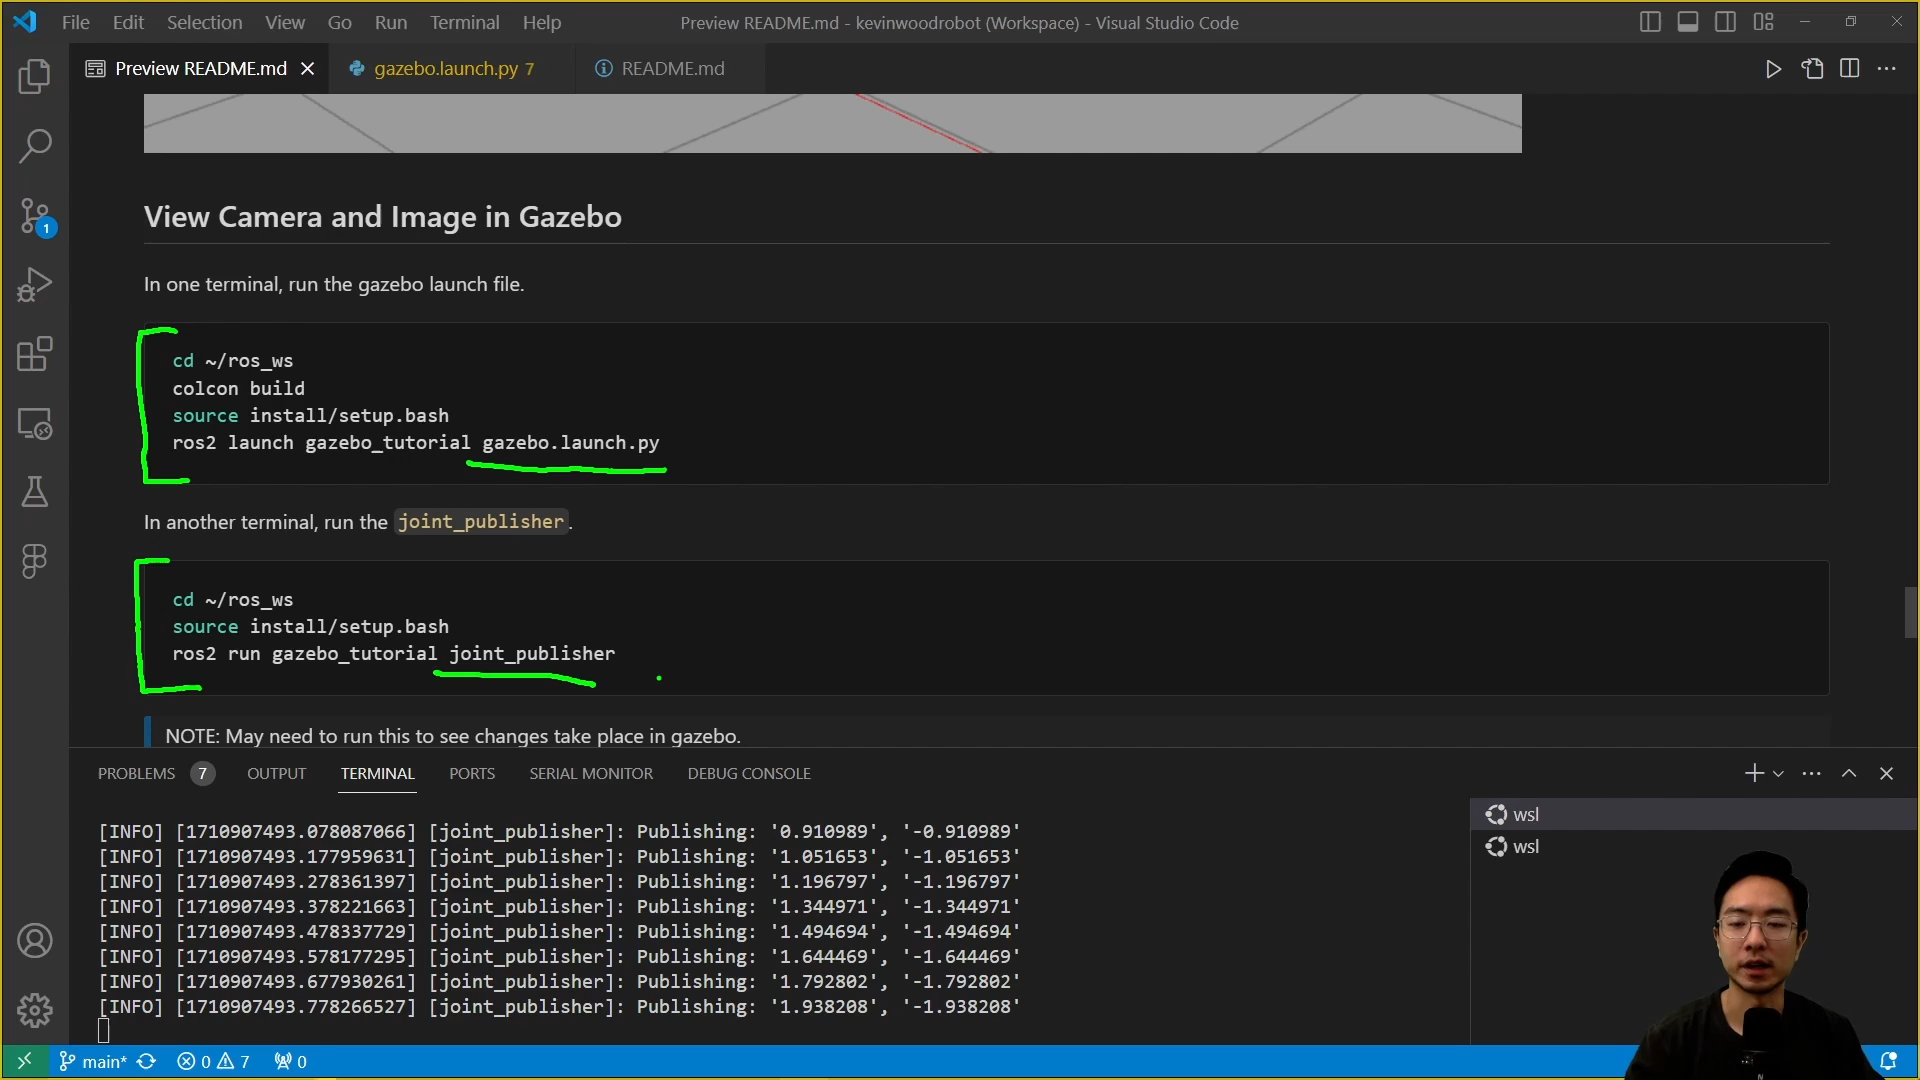 File Edit Selection View Go Run Terminal Help
Preview README.md - kevinwoodrobot (Workspace) - Visual Studio Code
Preview README.md
gazebo.launch.py 7
README.md
1
View Camera and Image in Gazebo
In one terminal, run the gazebo launch file.
cd ~/ros_ws
colcon build
source install/setup.bash
ros2 launch gazebo_tutorial gazebo.launch.py
In another terminal, run the joint_publisher.
cd ~/ros_ws
source install/setup.bash
ros2 run gazebo_tutorial joint_publisher
NOTE: May need to run this to see changes take place in gazebo.
PROBLEMS 7 OUTPUT TERMINAL PORTS SERIAL MONITOR DEBUG CONSOLE
[INFO] [1710907493.078087066] [joint_publisher]: Publishing: '0.910989', '-0.910989'
[INFO] [1710907493.177959631] [joint_publisher]: Publishing: '1.051653', '-1.051653'
[INFO] [1710907493.278361397] [joint_publisher]: Publishing: '1.196797', '-1.196797'
[INFO] [1710907493.378221663] [joint_publisher]: Publishing: '1.344971', '-1.344971'
[INFO] [1710907493.478337729] [joint_publisher]: Publishing: '1.494694', '-1.494694'
[INFO] [1710907493.578177295] [joint_publisher]: Publishing: '1.644469', '-1.644469'
[INFO] [1710907493.677930261] [joint_publisher]: Publishing: '1.792802', '-1.792802'
[INFO] [1710907493.778266527] [joint_publisher]: Publishing: '1.938208', '-1.938208'
wsl
wsl
main* 0 7 0